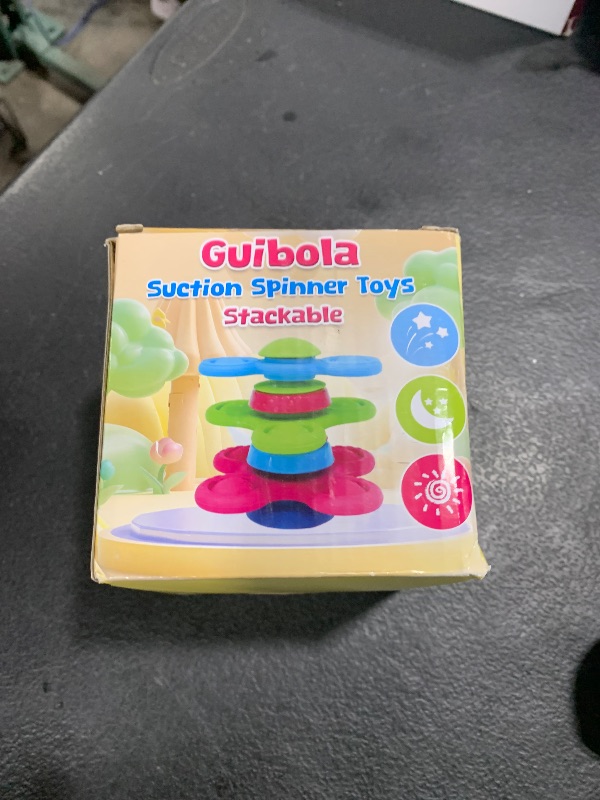 Guibola
Suction Spinner Toys
Stackable